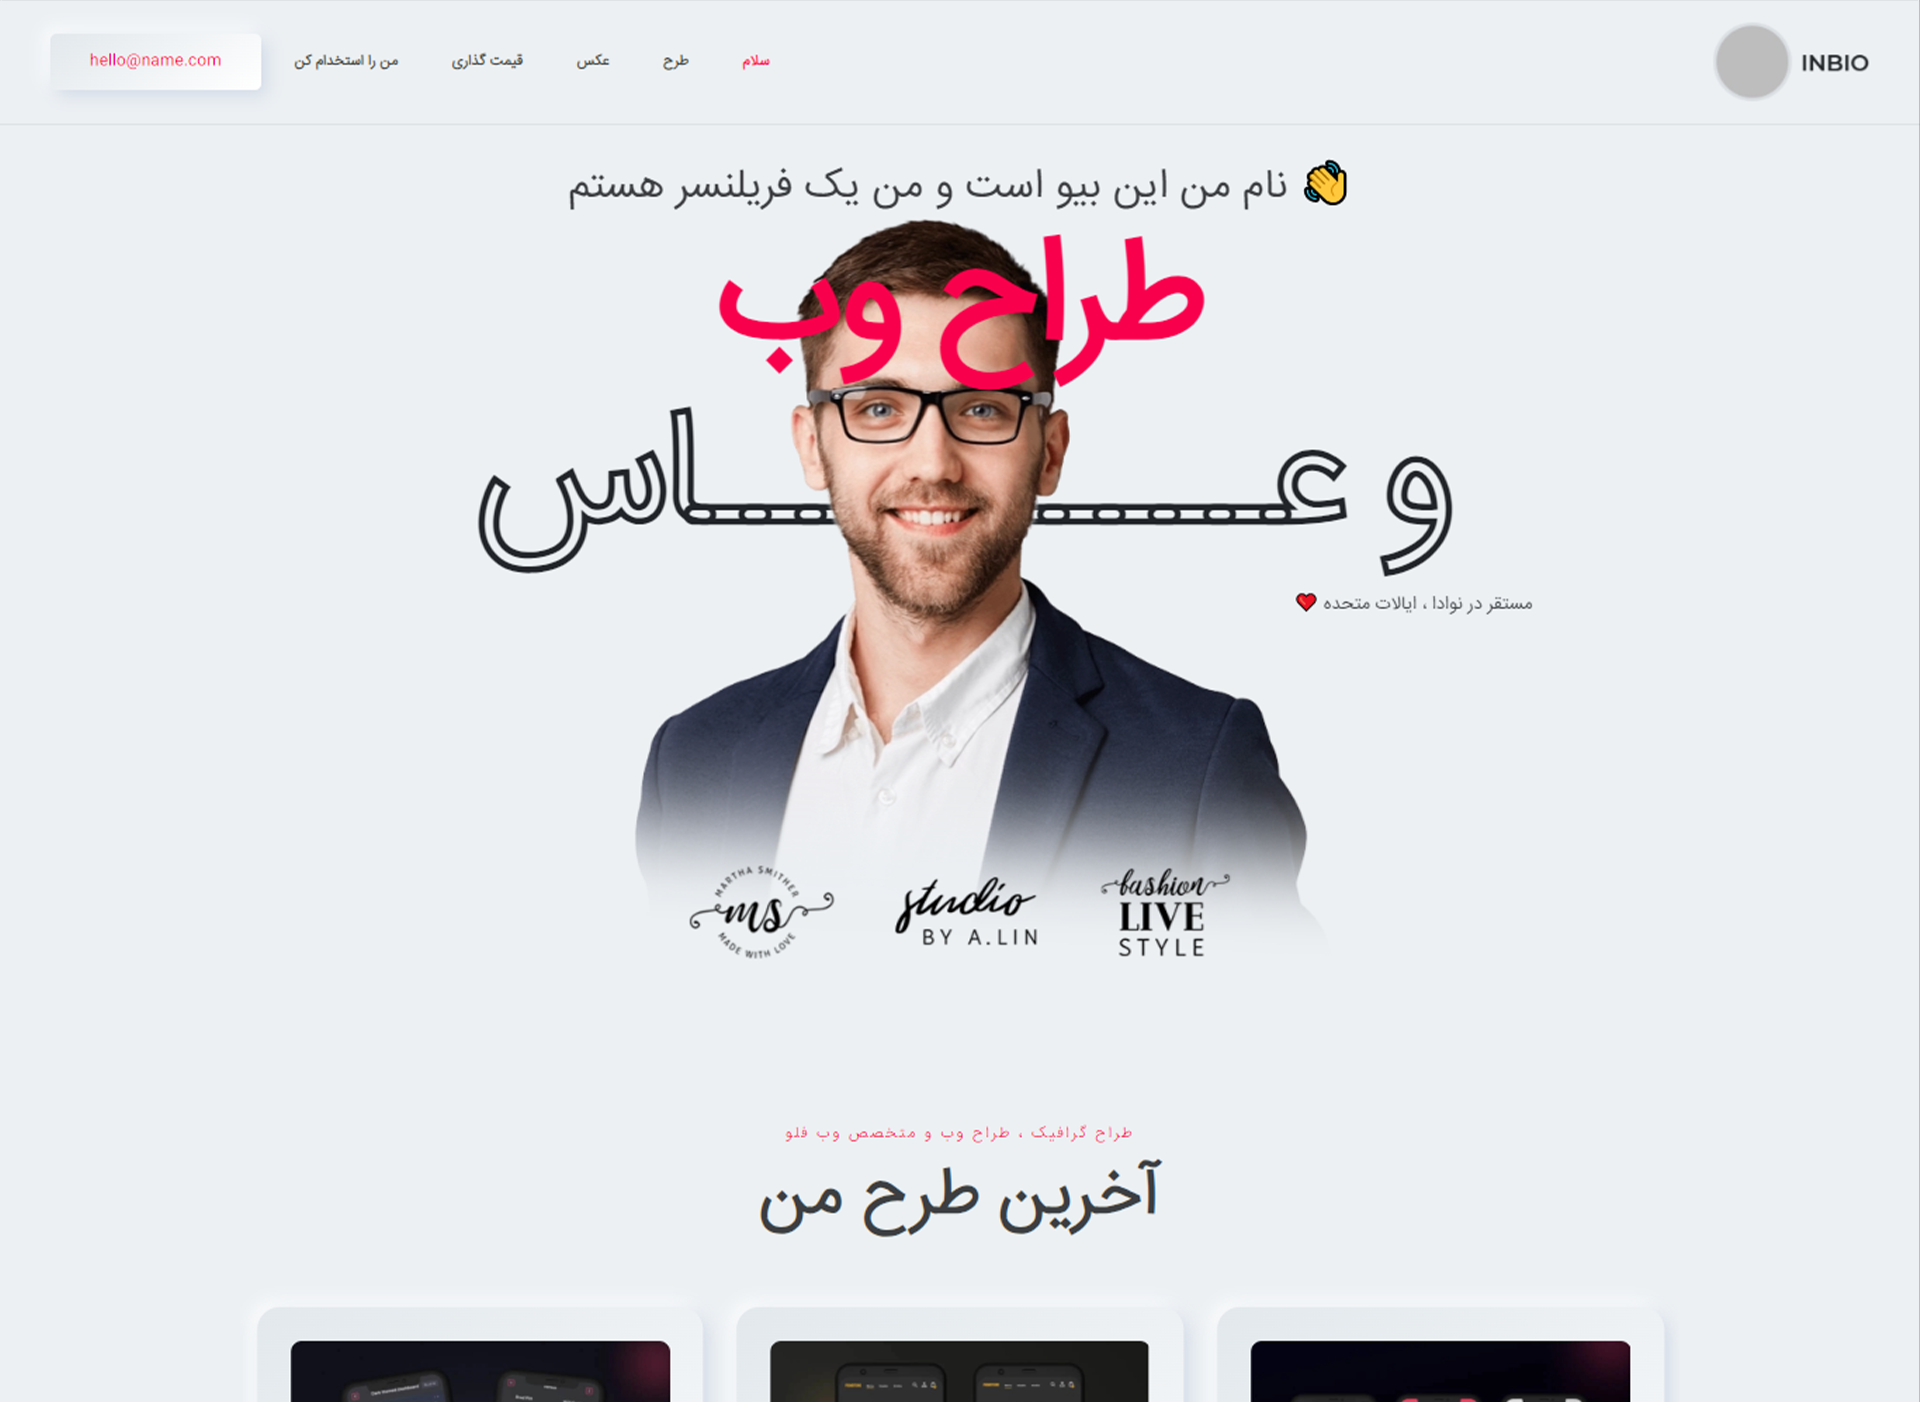 INBIO
سلام
طرح
عکس
قیمت گذاری
من را استخدام کن
hello@name.com
نام من این بیو است و من یک فریلنسر هستم
طراح وب
مستقر در نوادا ، ایالات متحده
MARTHA SMITHER
ms
MADE WITH LOVE
studio
BY A.LIN
fashion
LIVE
STYLE
طراح گرافیک ، طراح وب و متخصص وب فلو
آخرین طرح من